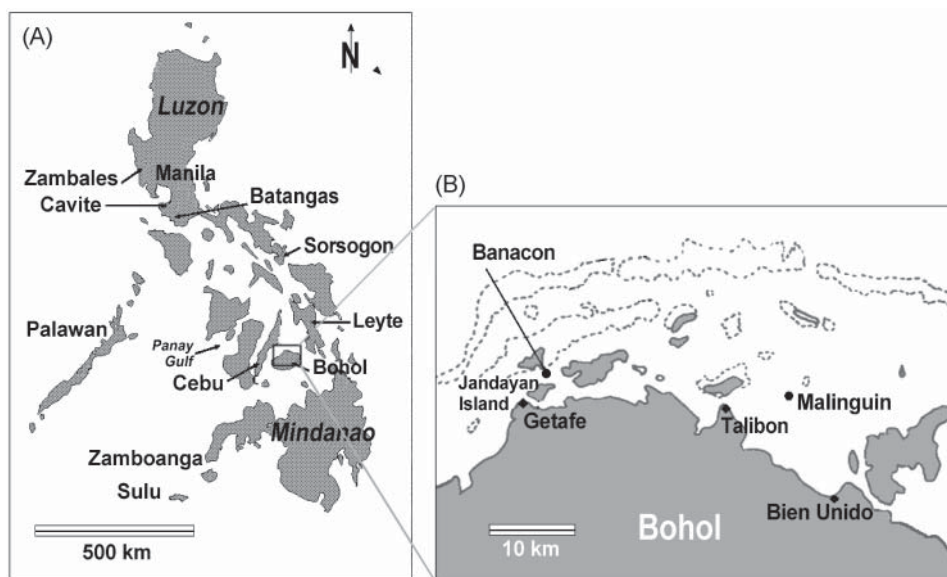 (A)
N
Luzon
Zambales
Manila
Cavite
Batangas
Sorsogon
Palawan
Panay
Gulf
Leyte
Cebu
Bohol
Mindanao
Zamboanga
Sulu
500 km
(B)
Banacon
Jandayan
Island
Getafe
Malinguin
Talibon
Bien Unido
Bohol
10 km